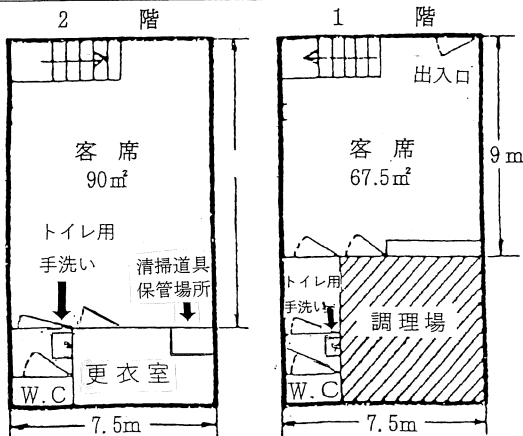 2 階
客 席
90㎡
トイレ用
手洗い
清掃道具
保管場所
更衣室
W.C
7.5m
1 階
出入口
客 席
67.5㎡
9m
トイレ用
手洗い
調理場
W.C
7.5m